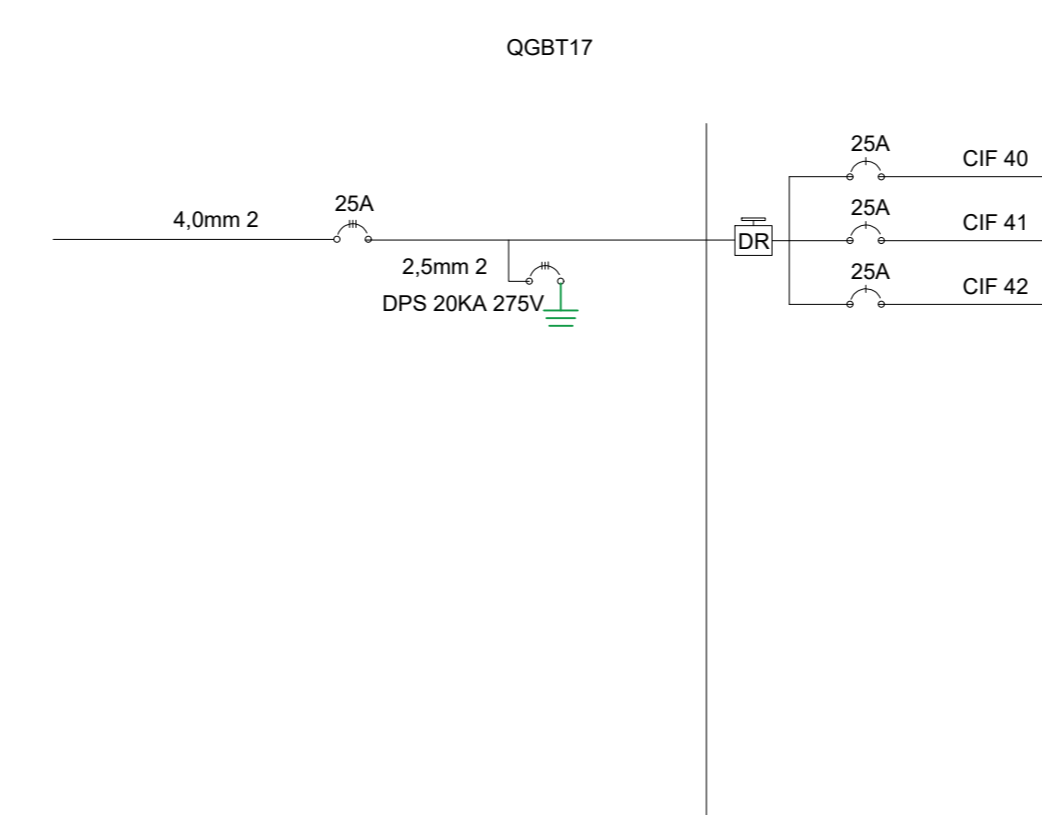 QGBT17
25A
CIF 40
4,0mm 2
25A
25A
CIF 41
DR
2,5mm 2
25A
CIF 42
DPS 20KA 275V